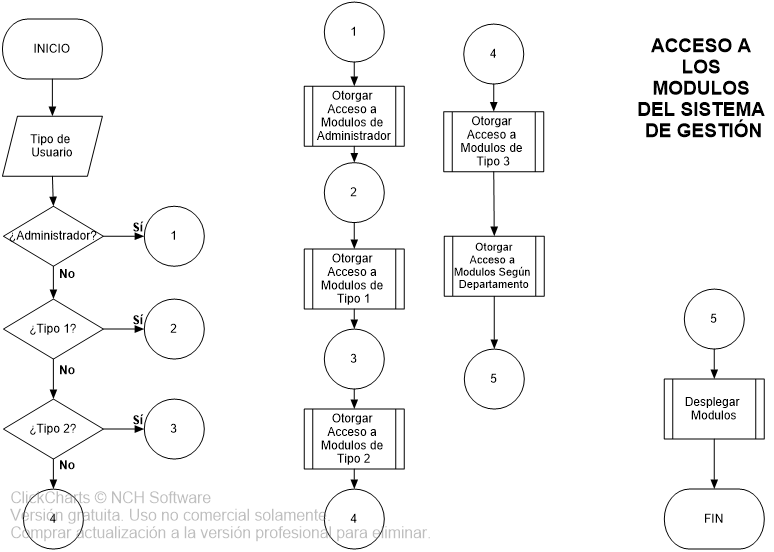 INICIO
Tipo de
Usuario
¿Administrador?
Sí
1
No
¿Tipo 1?
Sí
2
No
¿Tipo 2?
Sí
3
No
4
1
Otorgar
Acceso a
Modulos de
Administrador
2
Otorgar
Acceso a
Modulos de
Tipo 1
3
Otorgar
Acceso a
Modulos de
Tipo 2
4
4
Otorgar
Acceso a
Modulos de
Tipo 3
Otorgar
Acceso a
Modulos Según
Departamento
5
ACCESO A
LOS
MODULOS
DEL SISTEMA
DE GESTIÓN
5
Desplegar
Modulos
FIN
ClickCharts © NCH Software
Versión gratuita. Uso no comercial solamente.
Comprar actualización a la versión profesional para eliminar.